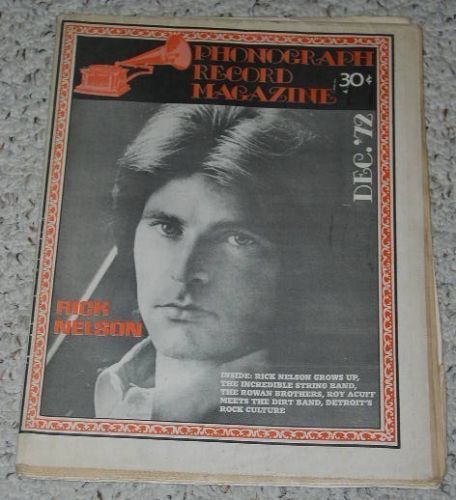 PHONOGRAPH
RECORD
MAGAZINE
30¢
DEC. '72
RICK
NELSON
INSIDE: RICK NELSON GROWS UP,
THE INCREDIBLE STRING BAND,
THE ROWAN BROTHERS, ROY ACUFF
MEETS THE DIRT BAND, DETROIT'S
ROCK CULTURE